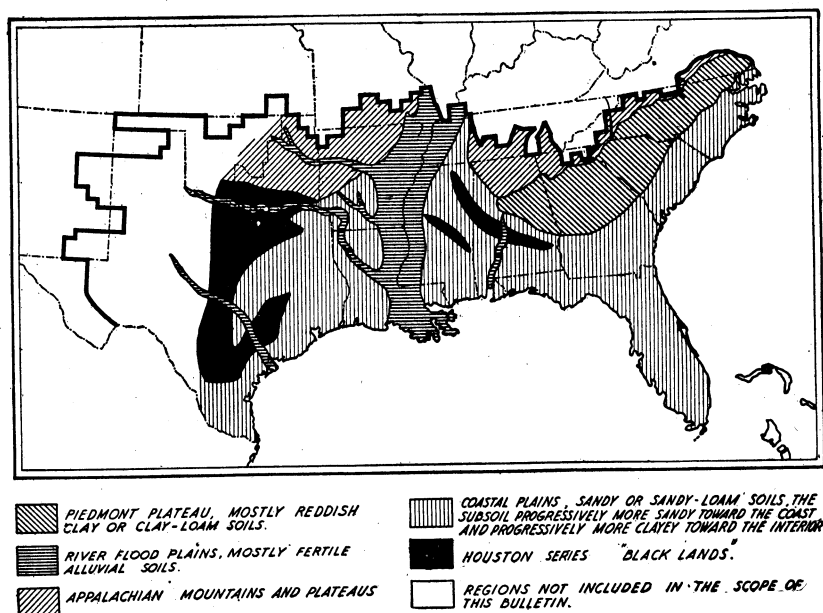 PIEDMONT PLATEAU, MOSTLY REDDISH
CLAY OR CLAY-LOAM SOILS.
RIVER FLOOD PLAINS, MOSTLY FERTILE
ALLUVIAL SOILS.
APPALACHIAN MOUNTAINS AND PLATEAUS
COASTAL PLAINS, SANDY OR SANDY-LOAM SOILS, THE
SUBSOIL PROGRESSIVELY MORE SANDY TOWARD THE COAST
AND PROGRESSIVELY MORE CLAYEY TOWARD THE INTERIOR
HOUSTON SERIES "BLACK LANDS."
REGIONS NOT INCLUDED IN THE SCOPE OF
THIS BULLETIN.